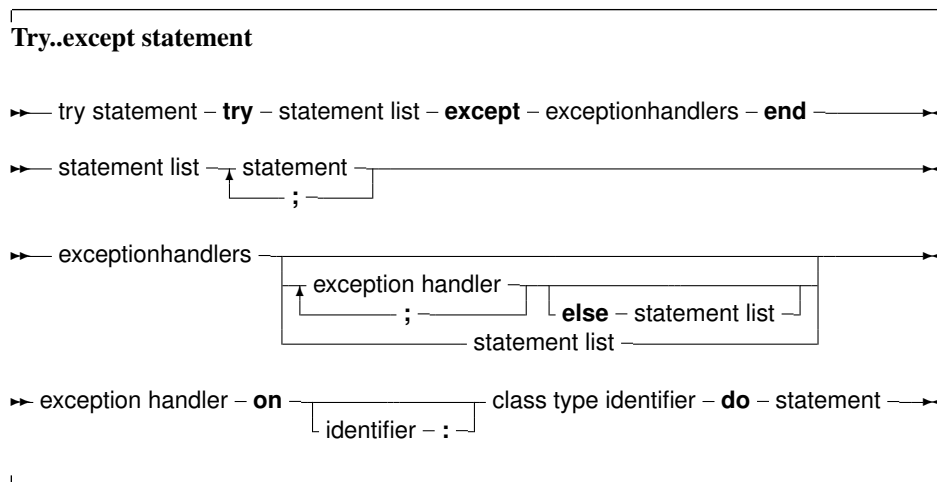 Try..except statement
try statement – try – statement list – except – exceptionhandlers – end
statement list statement
;
exceptionhandlers
exception handler
; else – statement list
statement list
exception handler – on class type identifier – do – statement
identifier – :